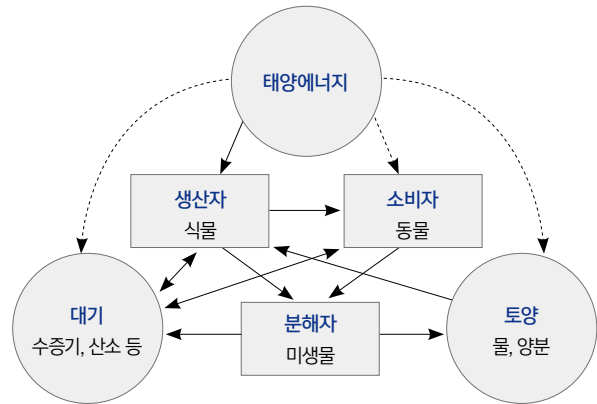 태양에너지
생산자
식물
소비자
동물
대기
수증기, 산소 등
분해자
미생물
토양
물, 양분